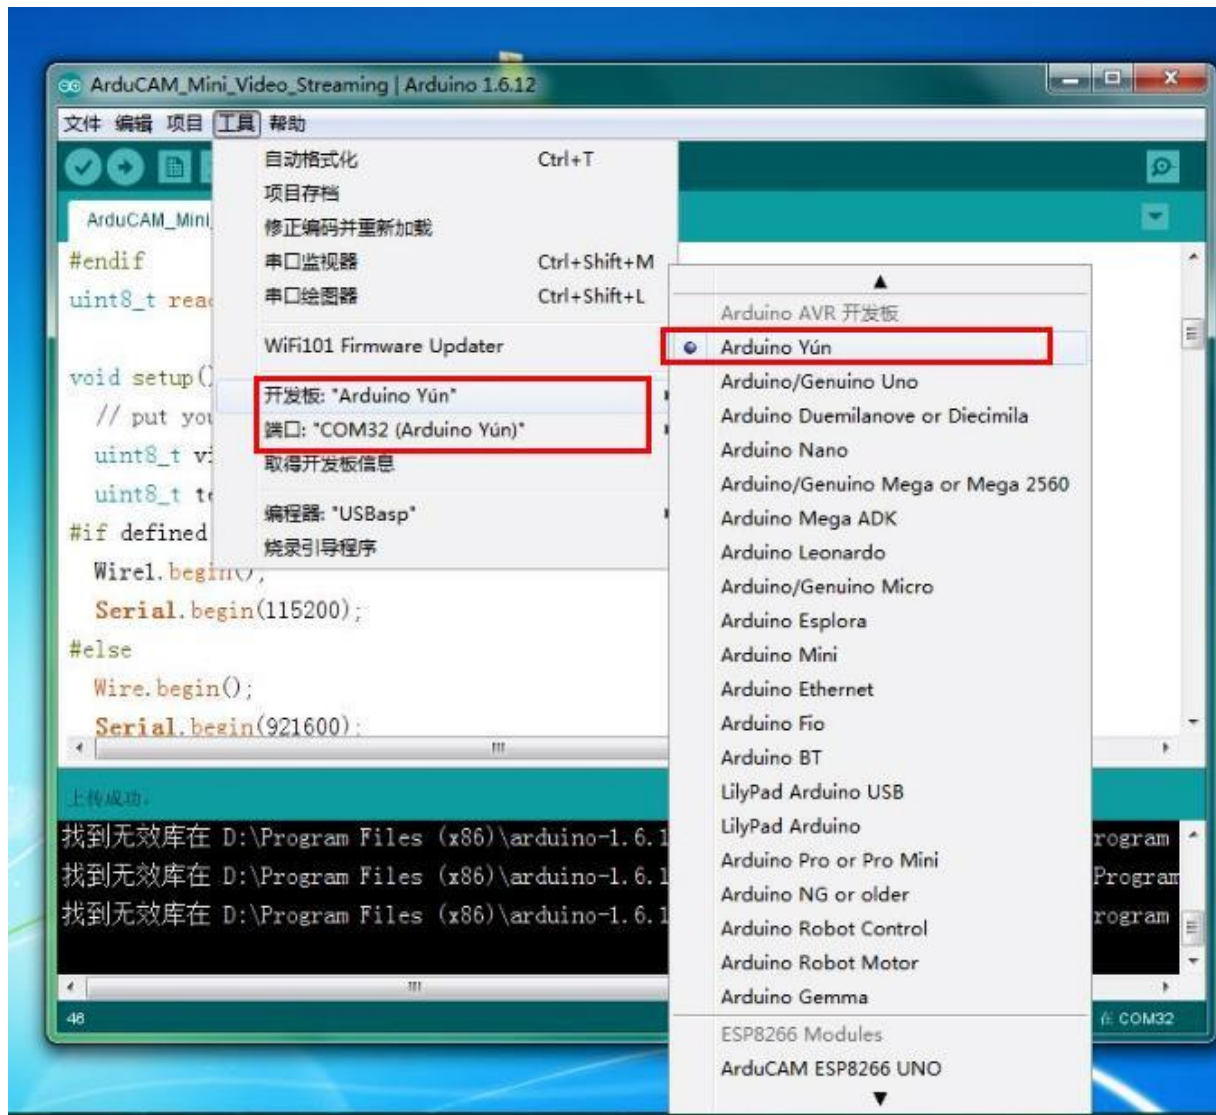 ArduCAM_Mini_Video_Streaming | Arduino 1.6.12
文件 编辑 项目 工具 帮助
自动格式化 Ctrl+T
项目存档
修正编码并重新加载
串口监视器 Ctrl+Shift+M
串口绘图器 Ctrl+Shift+L
WiFi101 Firmware Updater
开发板: "Arduino Yún"
端口: "COM32 (Arduino Yún)"
取得开发板信息
编程器: "USBasp"
烧录引导程序
Arduino AVR 开发板
Arduino Yún
Arduino/Genuino Uno
Arduino Duemilanove or Diecimila
Arduino Nano
Arduino/Genuino Mega or Mega 2560
Arduino Mega ADK
Arduino Leonardo
Arduino/Genuino Micro
Arduino Esplora
Arduino Mini
Arduino Ethernet
Arduino Fio
Arduino BT
LilyPad Arduino USB
LilyPad Arduino
Arduino Pro or Pro Mini
Arduino NG or older
Arduino Robot Control
Arduino Robot Motor
Arduino Gemma
ESP8266 Modules
ArduCAM ESP8266 UNO
ArduCAM_Mini_
#endif
uint8_t rea
void setup()
// put you
uint8_t vi
uint8_t te
#if defined
Wire1.begin();
Serial.begin(115200);
#else
Wire.begin();
Serial.begin(921600);
上传成功。
找到无效库在 D:\Program Files (x86)\arduino-1.6.1 rogram
找到无效库在 D:\Program Files (x86)\arduino-1.6.1 Program
找到无效库在 D:\Program Files (x86)\arduino-1.6.1 rogram
46 在 COM32